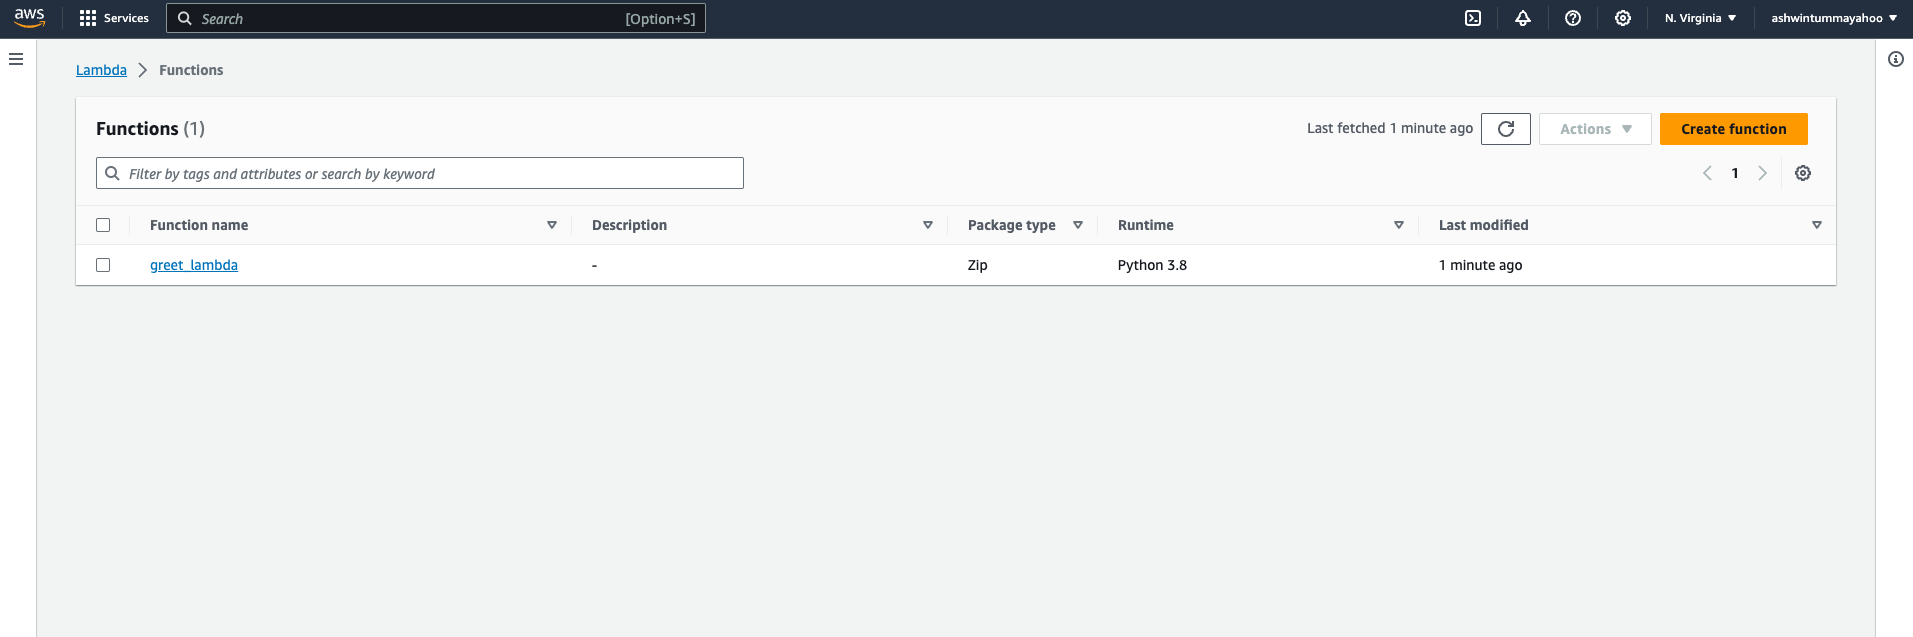 aws Services Search [Option+S] N. Virginia ashwintummayahoo
Lambda Functions
Functions (1) Last fetched 1 minute ago Actions Create function
Filter by tags and attributes or search by keyword 1
Function name Description Package type Runtime Last modified
greet_lambda - Zip Python 3.8 1 minute ago